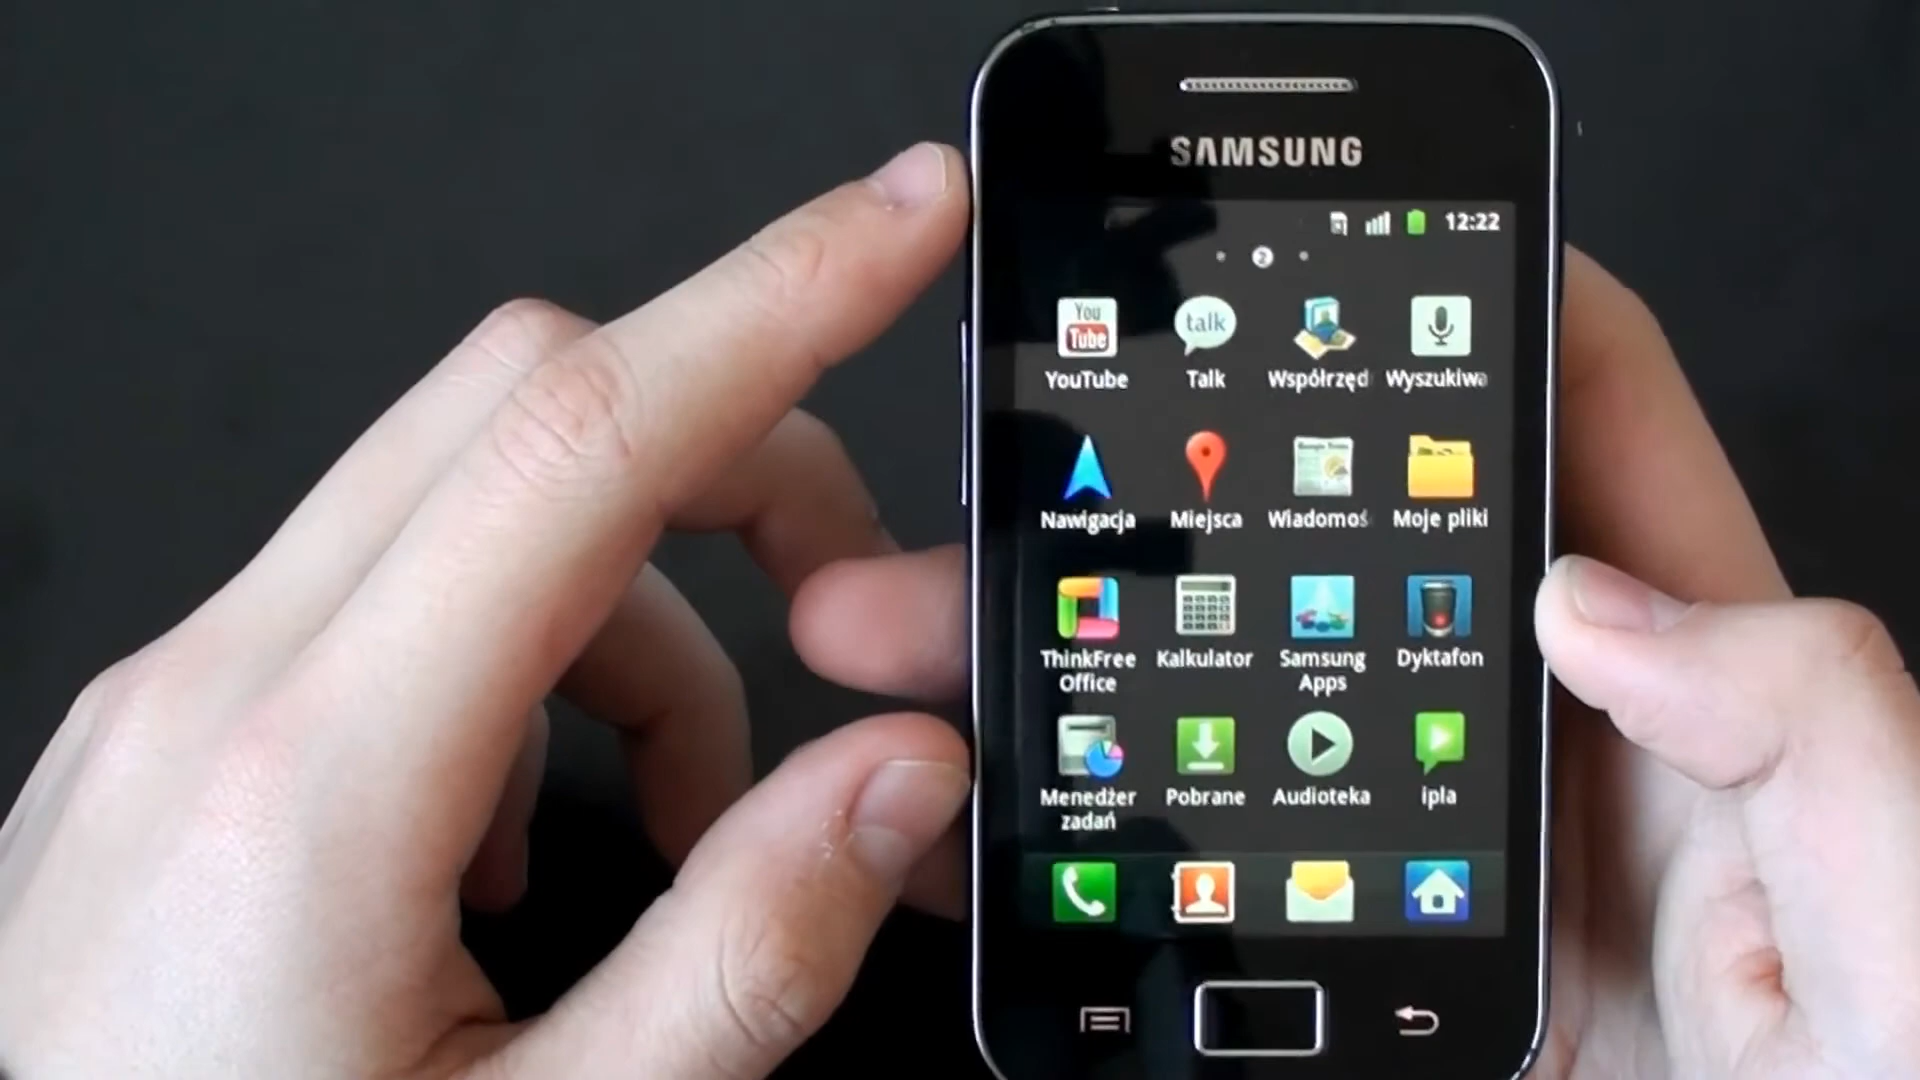 SAMSUNG
12:22
2
You
Tube
talk
YouTube Talk Współrzęd Wyszukiwa
Nawigacja Miejsca Wiadomoś Moje pliki
ThinkFree Kalkulator Samsung Dyktafon
Office Apps
Menedżer Pobrane Audioteka ipla
zadań